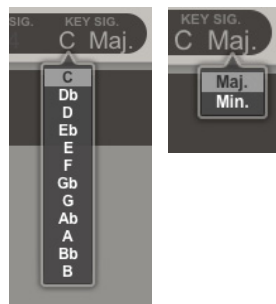 SIG. KEY SIG.
C Maj.
C
Db
D
Eb
E
F
Gb
G
Ab
A
Bb
B
KEY SIG.
C Maj.
Maj.
Min.